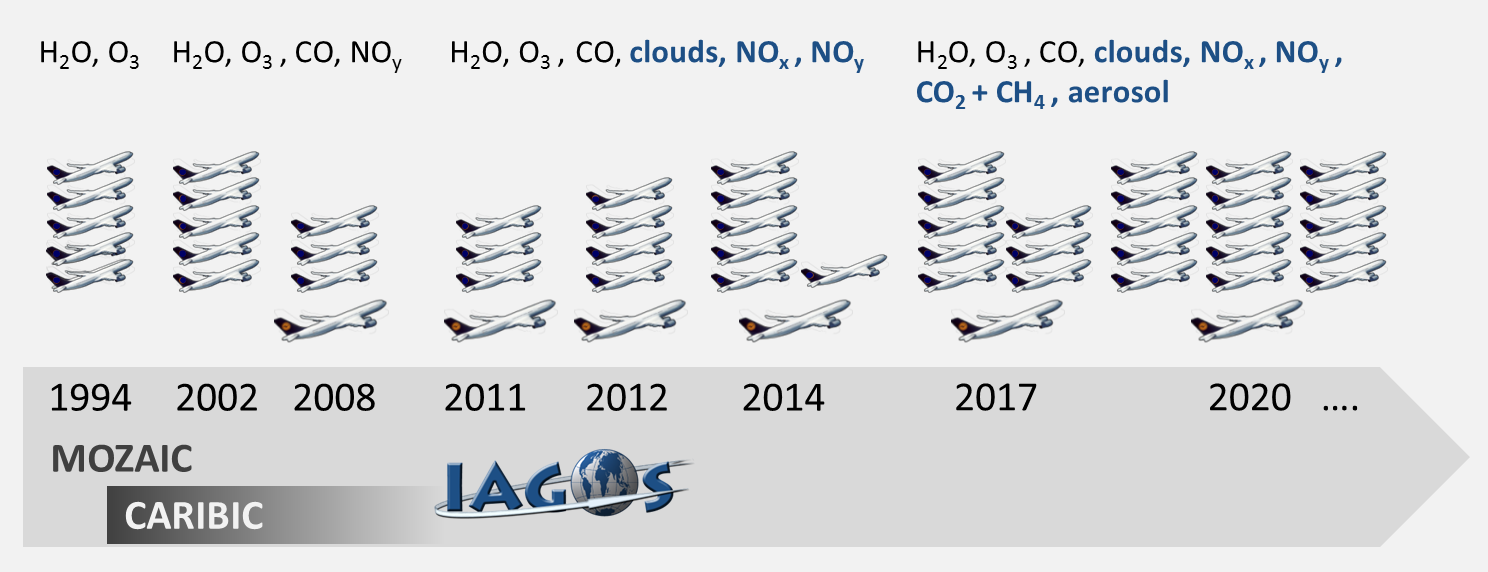 H₂O, O₃ H₂O, O₃ , CO, NOy H₂O, O₃ , CO, clouds, NOₓ , NOy H₂O, O₃ , CO, clouds, NOₓ , NOy ,
CO₂ + CH₄ , aerosol
1994 2002 2008 2011 2012 2014 2017 2020 ....
MOZAIC
IAGOS
CARIBIC